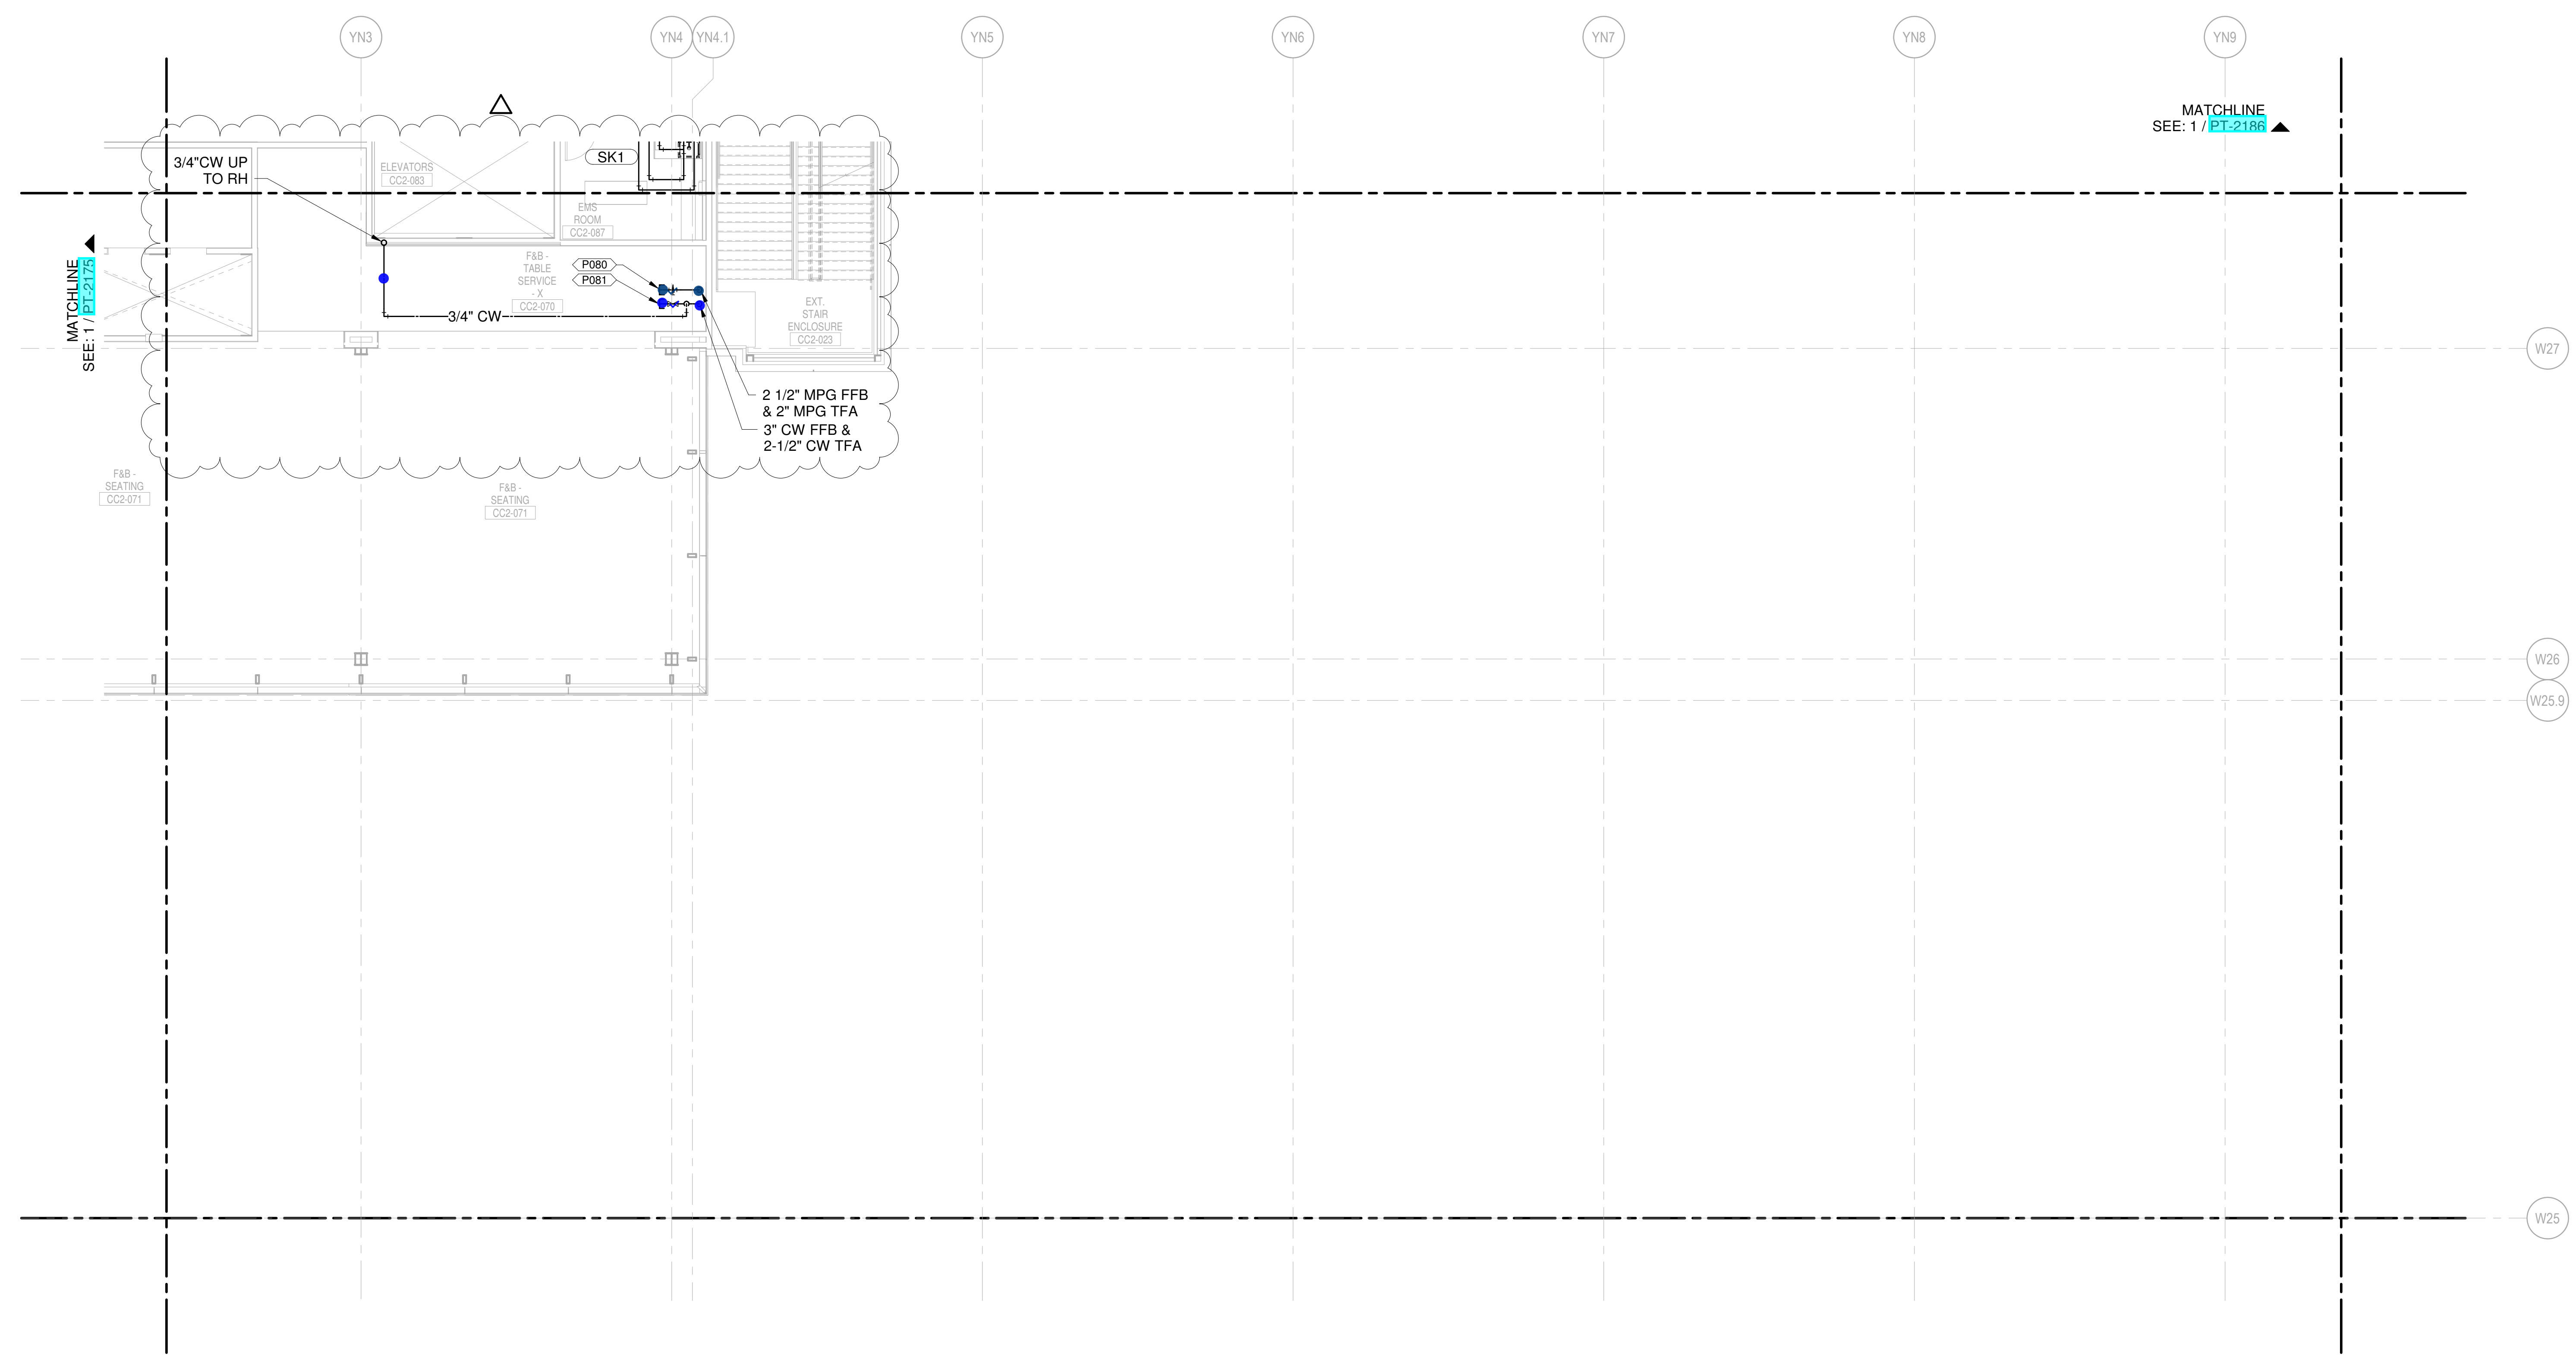 YN3
YN4
YN4.1
YN5
YN6
YN7
YN8
YN9
MATCHLINE
SEE: 1 / PT-2186
3/4"CW UP
TO RH
ELEVATORS
CC2-083
SK1
EMS
ROOM
CC2-087
MATCHLINE
SEE: 1 / PT-2175
F&B -
TABLE
SERVICE
- X
CC2-070
P080
P081
3/4" CW
EXT.
STAIR
ENCLOSURE
CC2-023
W27
2 1/2" MPG FFB
& 2" MPG TFA
3" CW FFB &
2-1/2" CW TFA
F&B -
SEATING
CC2-071
F&B -
SEATING
CC2-071
W26
W25.9
W25